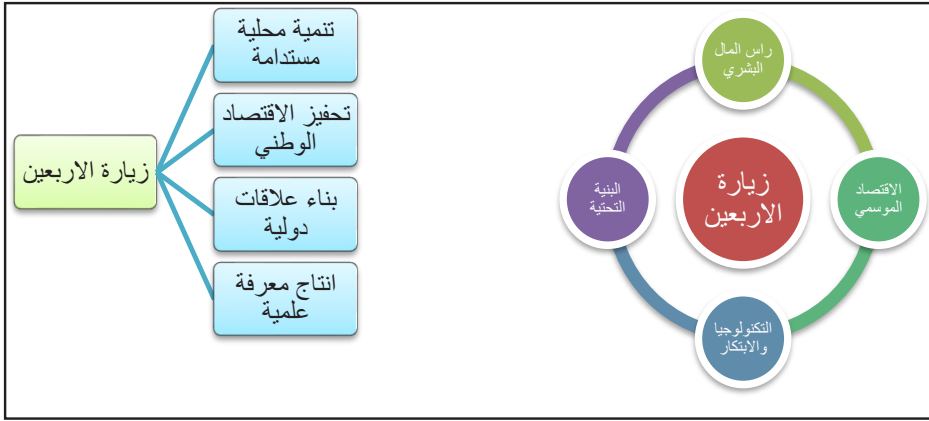 راس المال
البشري
الاقتصاد
الموسمي
التكنولوجيا
والابتكار
البنية
التحتية
زيارة
الاربعين
زيارة الاربعين
تنمية محلية
مستدامة
تحفيز الاقتصاد
الوطني
بناء علاقات
دولية
انتاج معرفة
علمية